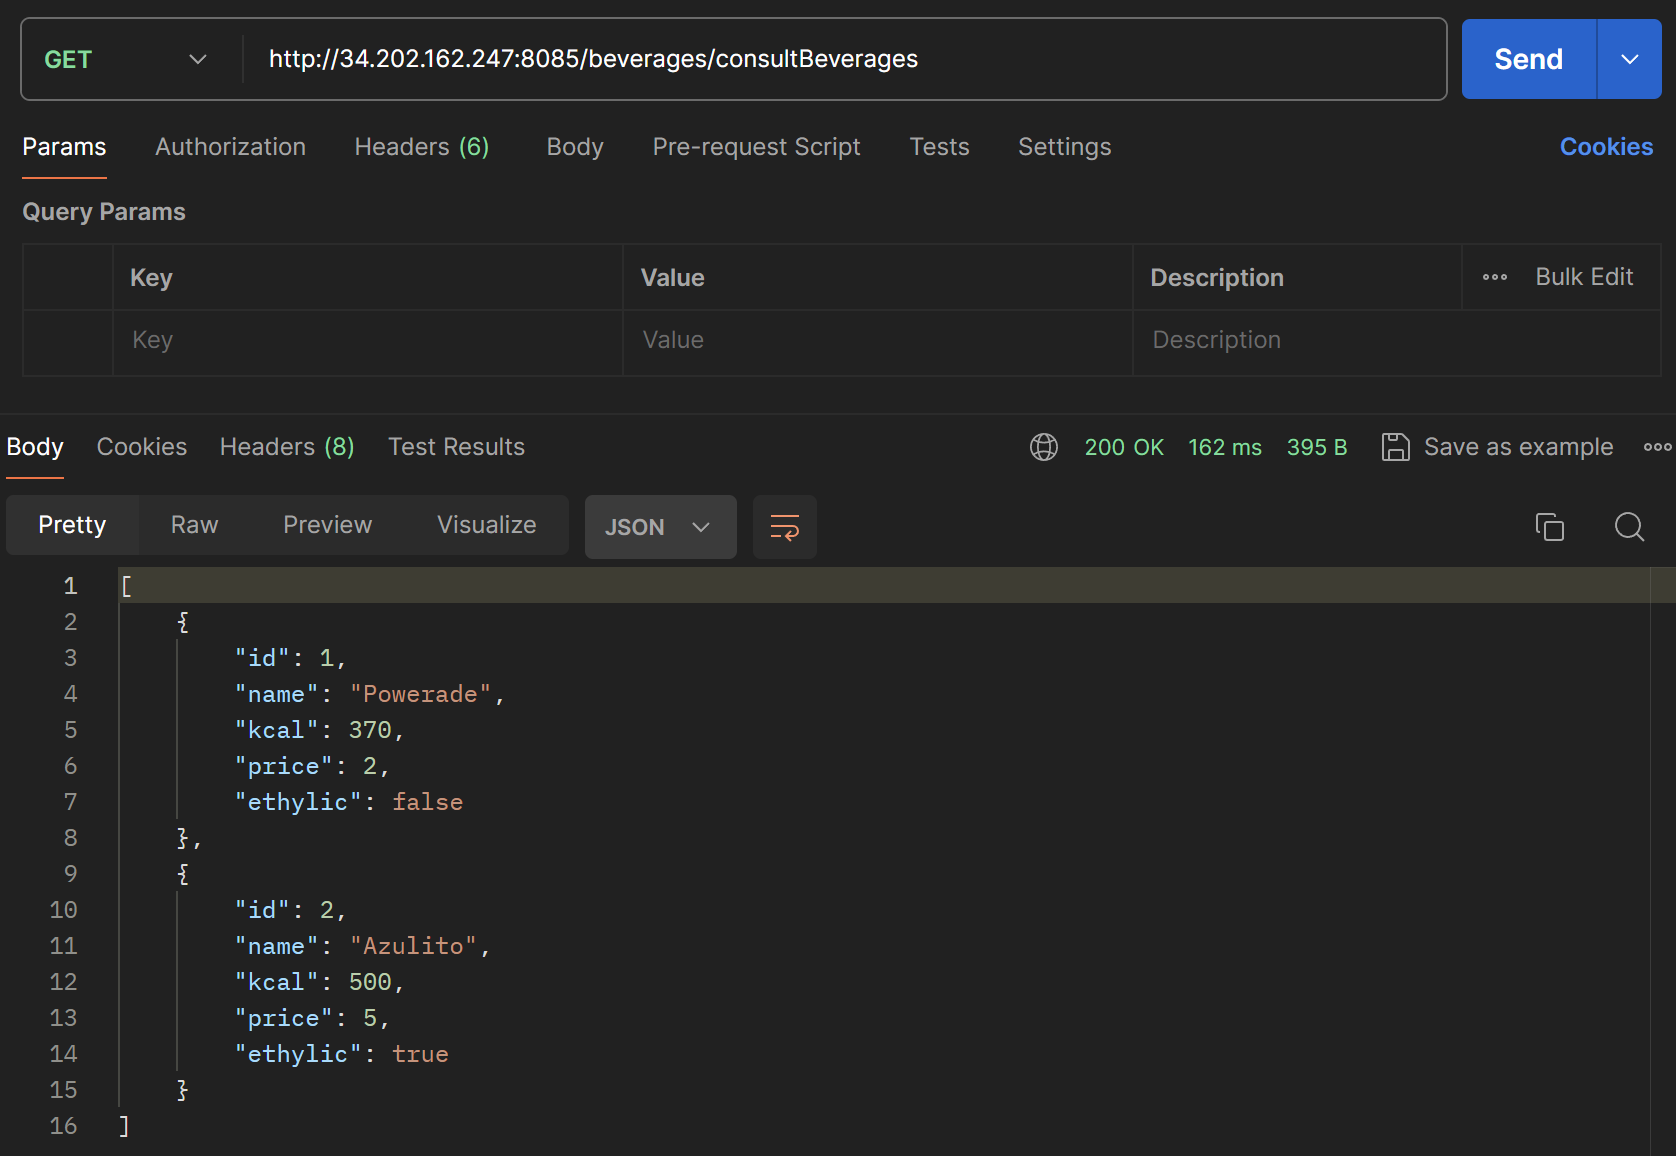 GET http://34.202.162.247:8085/beverages/consultBeverages Send
Params Authorization Headers (6) Body Pre-request Script Tests Settings Cookies
Query Params
Key Value Description Bulk Edit
Key Value Description
Body Cookies Headers (8) Test Results 200 OK 162 ms 395 B Save as example
Pretty Raw Preview Visualize JSON
1 [
2 {
3 "id": 1,
4 "name": "Powerade",
5 "kcal": 370,
6 "price": 2,
7 "ethylic": false
8 },
9 {
10 "id": 2,
11 "name": "Azulito",
12 "kcal": 500,
13 "price": 5,
14 "ethylic": true
15 }
16 ]